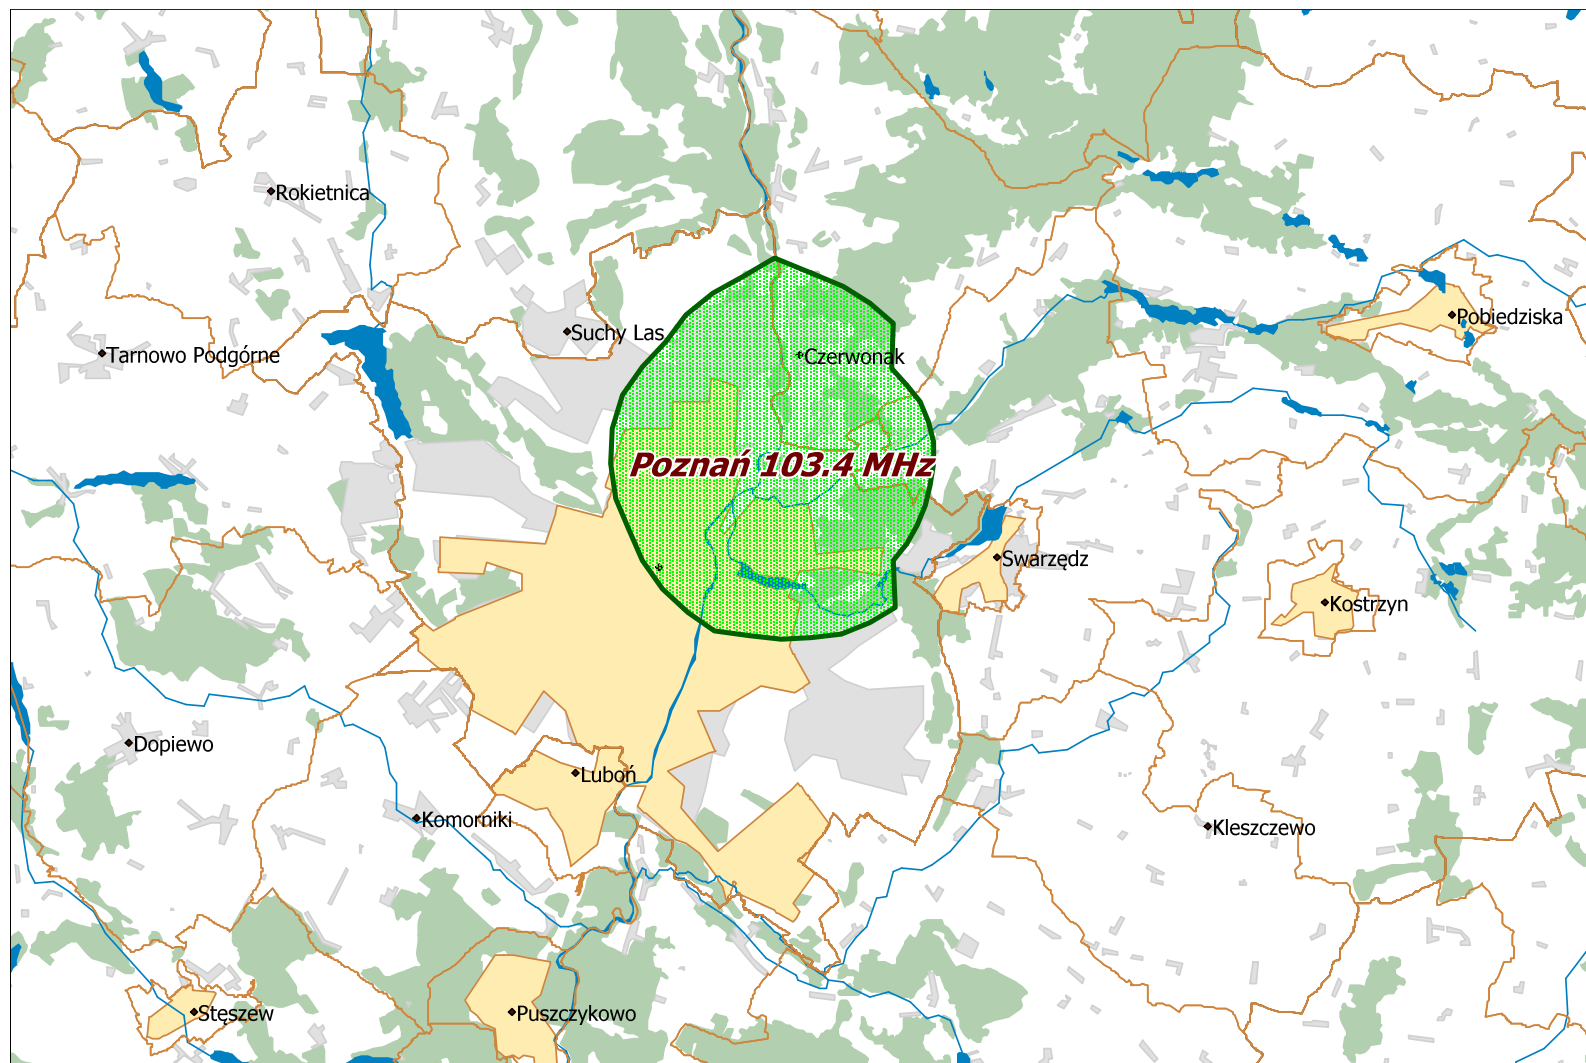 Rokietnica
Pobiedziska
Suchy Las
Tarnowo Podgórne
Czerwonak
Poznań 103.4 MHz
Swarzędz
Kostrzyn
Dopiewo
Luboń
Komorniki
Kleszczewo
Stęszew
Puszczykowo